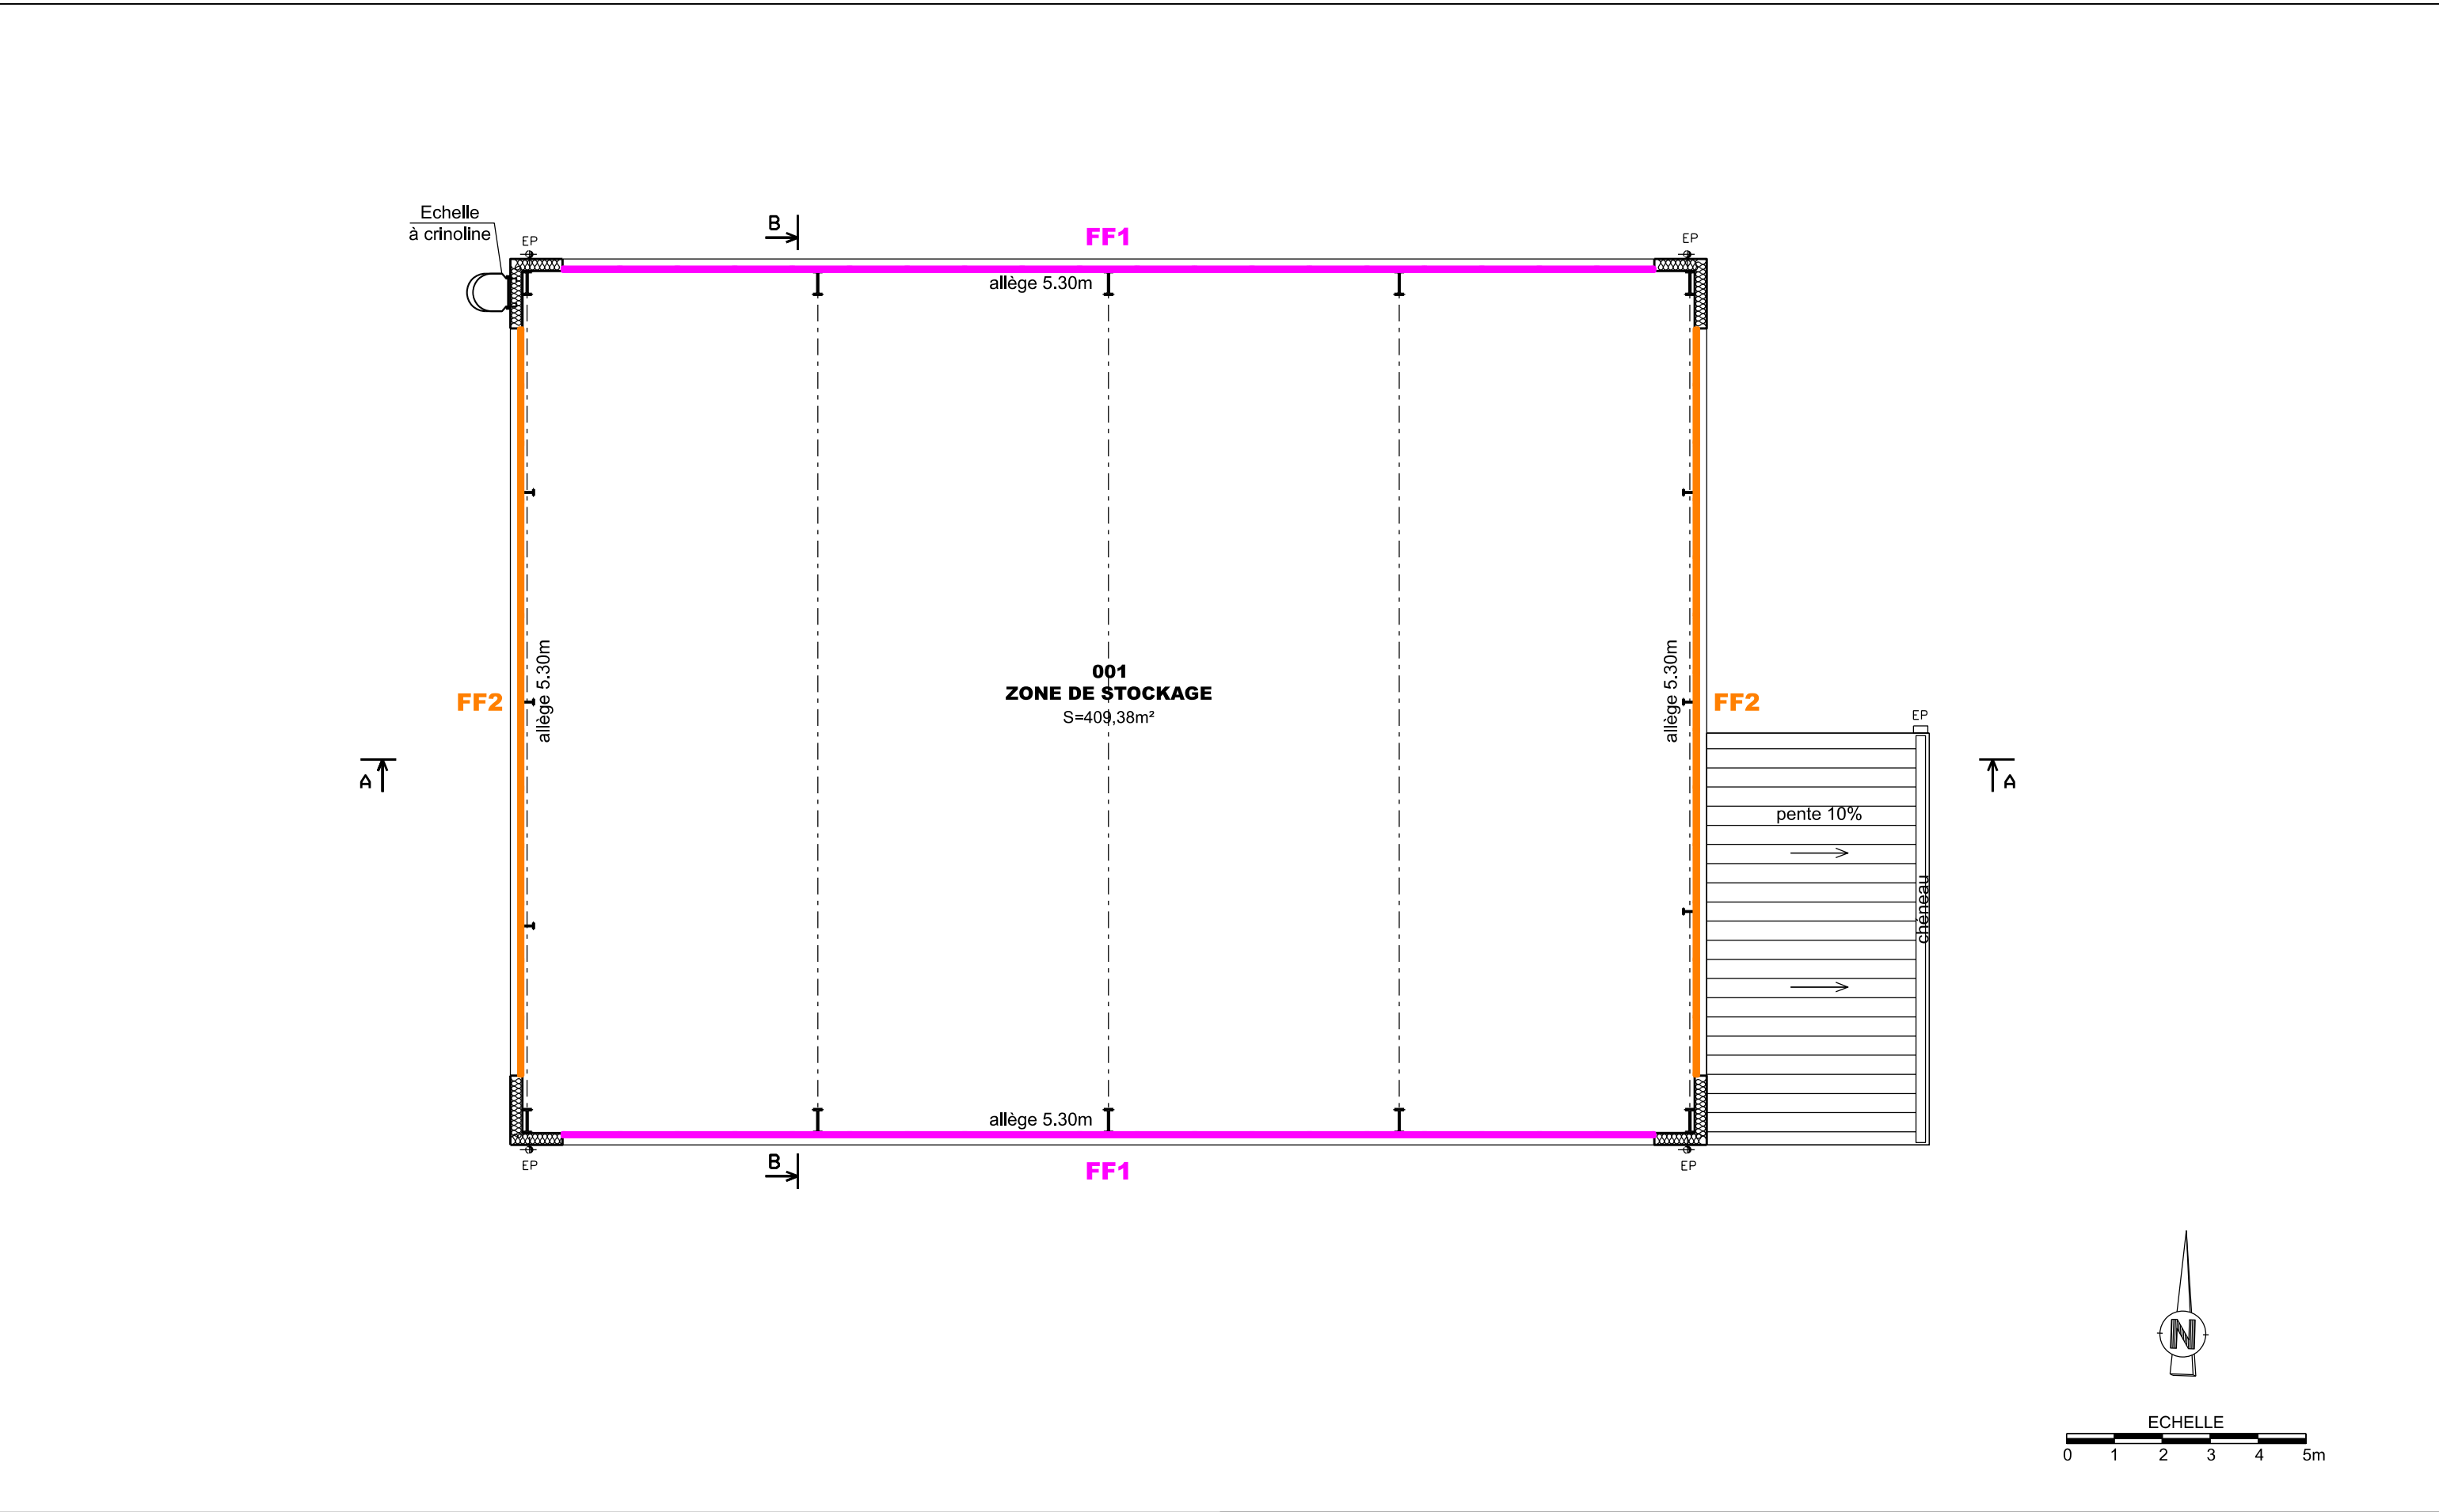 Echelle
à crinoline
EP
B
FF1
EP
allège 5.30m
001
ZONE DE STOCKAGE
S=409,38m²
allège 5.30m
allège 5.30m
FF2
FF2
EP
A
A
pente 10%
chéneau
allège 5.30m
EP
B
FF1
EP
N
ECHELLE
0 1 2 3 4 5m